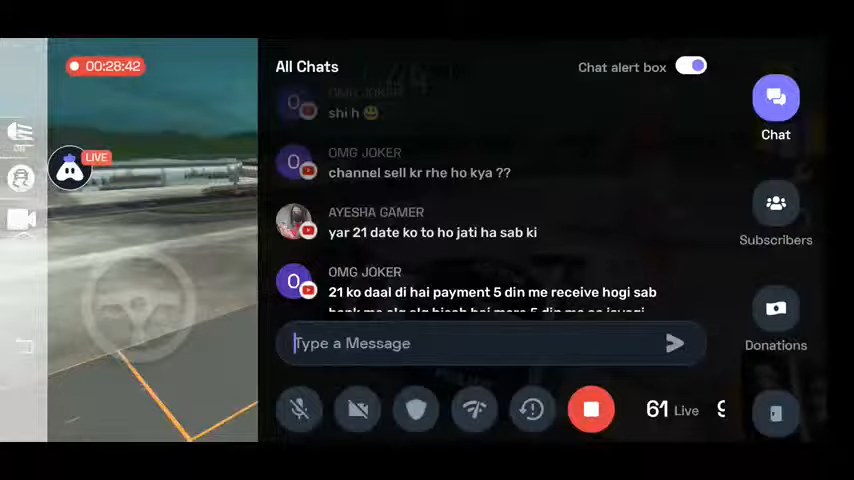 00:28:42
All Chats
Chat alert box
OMG JOKER
shi h 😃
LIVE
OMG JOKER
channel sell kr rhe ho kya ??
Chat
AYESHA GAMER
yar 21 date ko to ho jati ha sab ki
Subscribers
OMG JOKER
21 ko daal di hai payment 5 din me receive hogi sab
Type a Message
Donations
61 Live